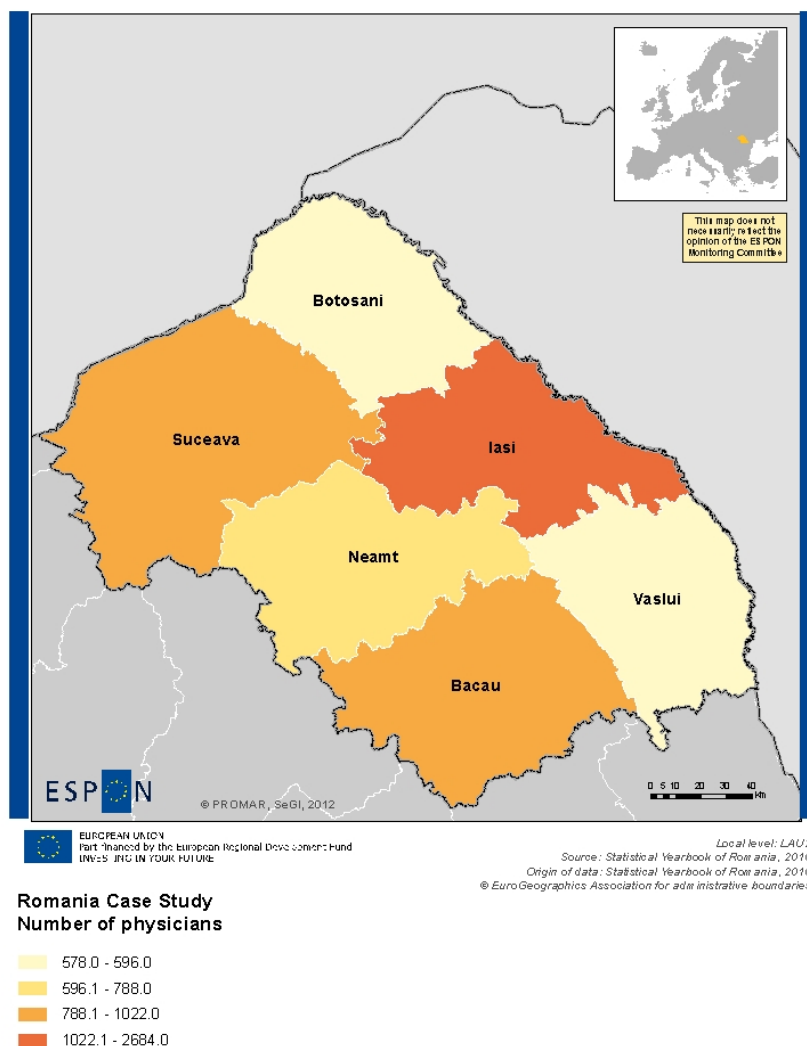 This map does not
necessarily reflect the
opinion of the ESPON
Monitoring Committee
Botosani
Suceava
Iasi
Neamt
Vaslui
Bacau
ESPON
© PROMAR, SeGI, 2012
0 5 10 20 30 40
km
EUROPEAN UNION
Part-financed by the European Regional Development Fund
INVESTING IN YOUR FUTURE
Local level: LAU
Source: Statistical Yearbook of Romania, 201
Origin of data: Statistical Yearbook of Romania, 201
© EuroGeographics Association for administrative boundaries
Romania Case Study
Number of physicians
578.0 - 596.0
596.1 - 788.0
788.1 - 1022.0
1022.1 - 2684.0